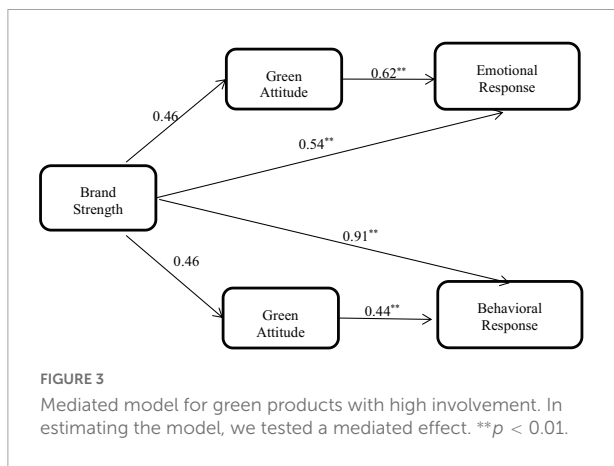 Green
Attitude
0.62**
Emotional
Response
0.46
0.54**
Brand
Strength
0.91**
0.46
Green
Attitude
0.44**
Behavioral
Response
FIGURE 3
Mediated model for green products with high involvement. In
estimating the model, we tested a mediated effect. **p < 0.01.